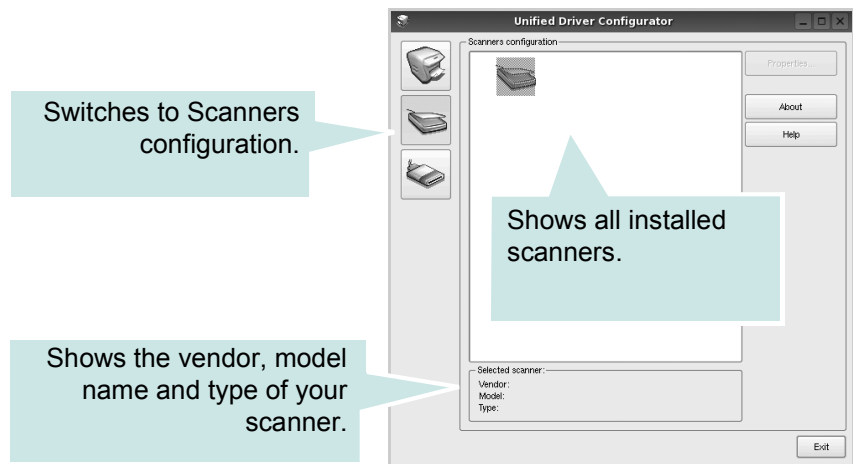 Unified Driver Configurator
Scanners configuration
Properties...
About
Help
Switches to Scanners
configuration.
Shows all installed
scanners.
Shows the vendor, model
name and type of your
scanner.
Selected scanner:
Vendor:
Model:
Type:
Exit